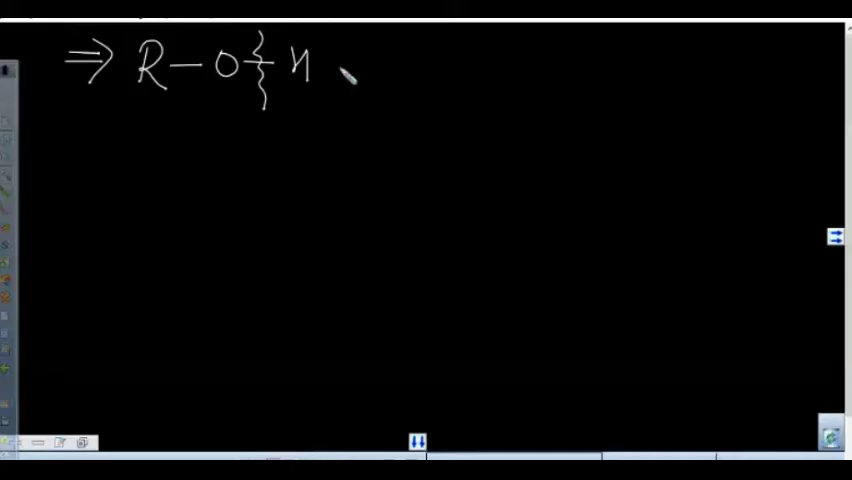 ⇒ R — O — H